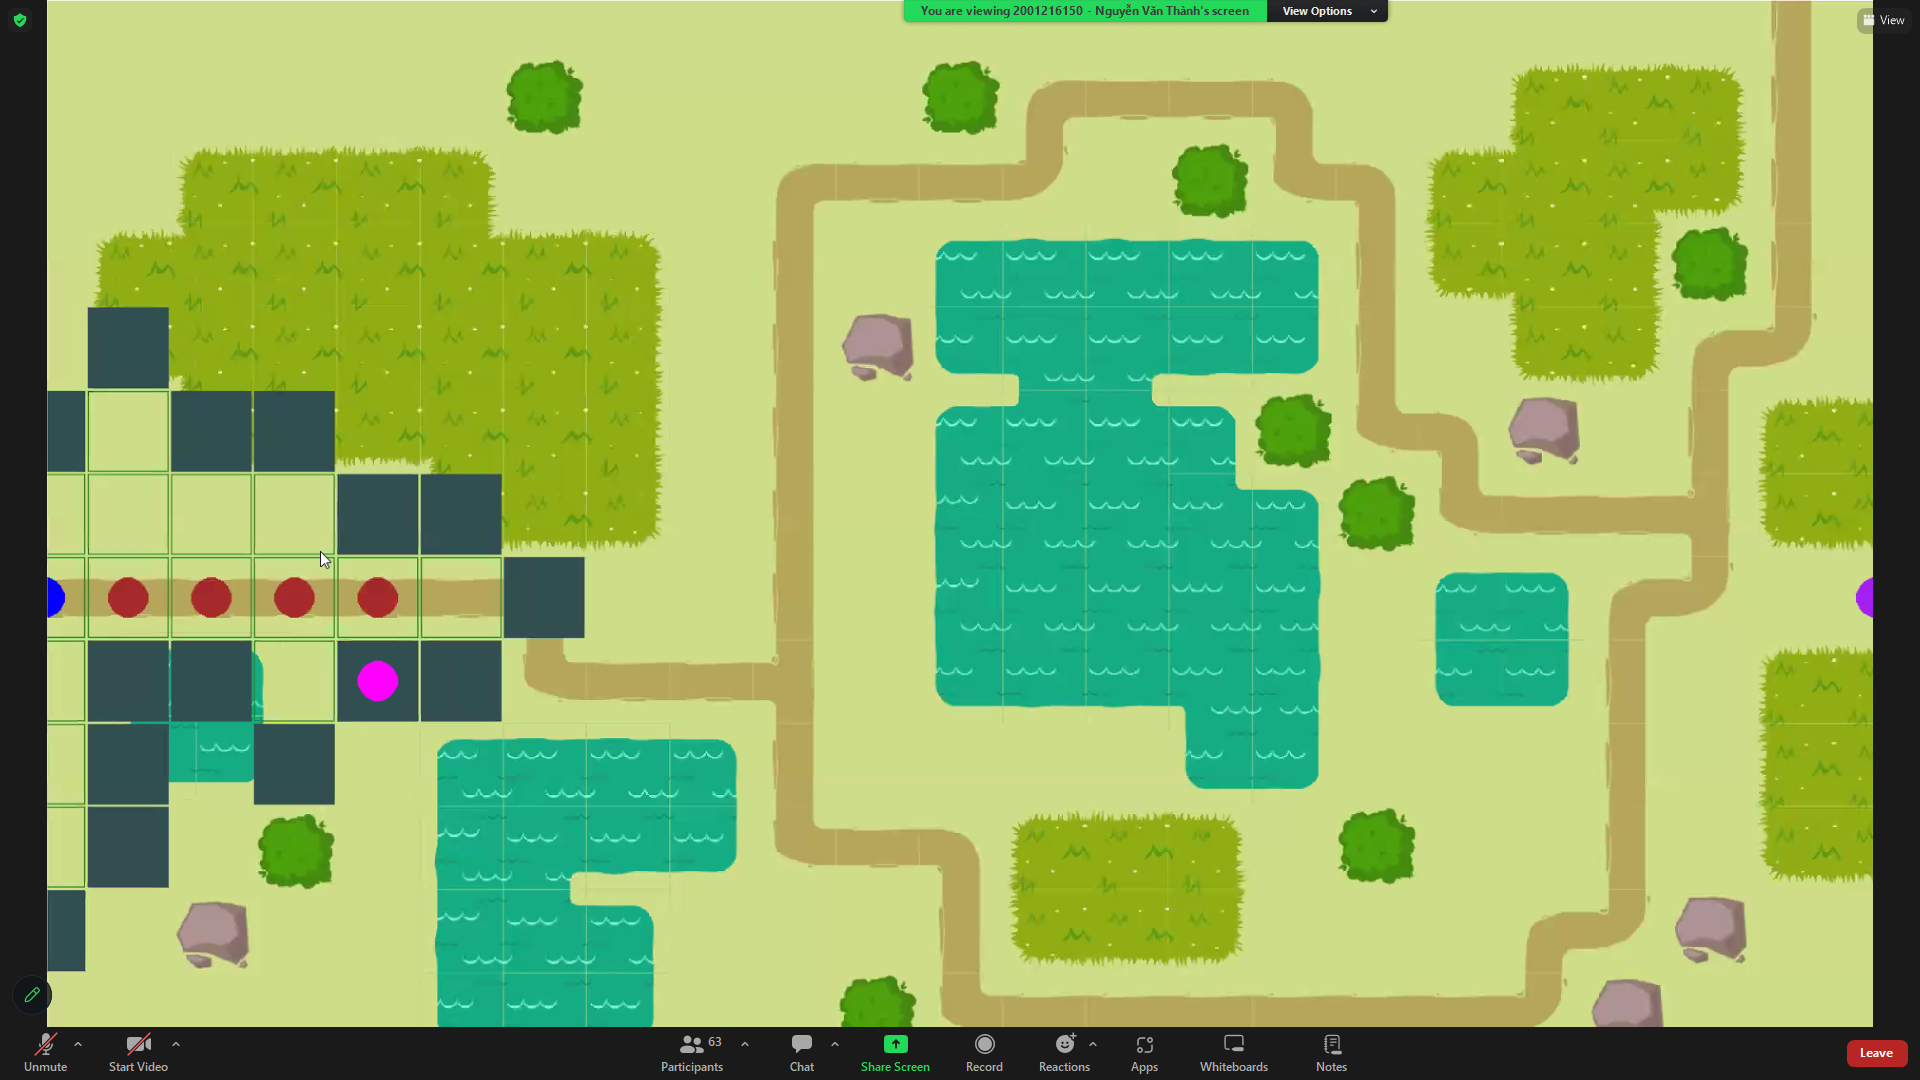 You are viewing 2001216150 - Nguyễn Văn Thành's screen
View Options
View
Unmute
Start Video
63
Participants
Chat
Share Screen
Record
Reactions
Apps
Whiteboards
Notes
Leave